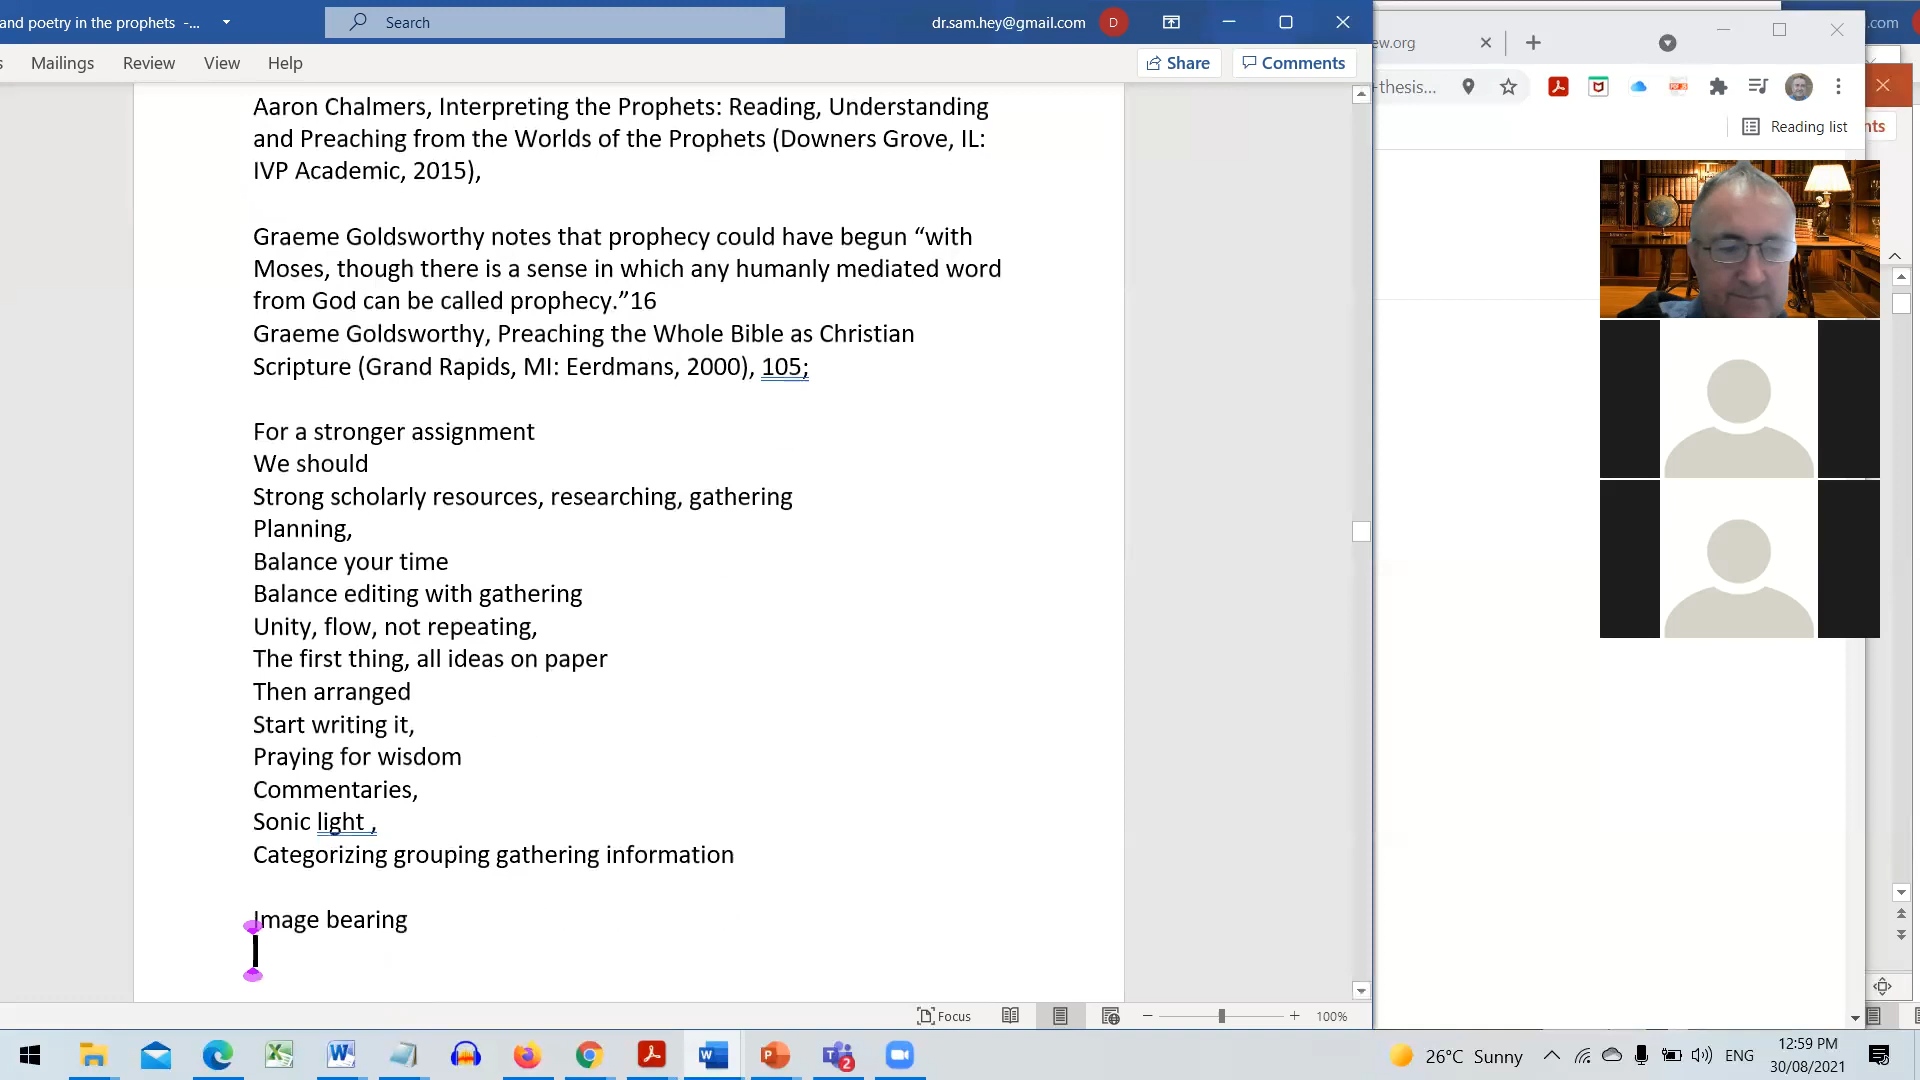 and poetry in the prophets -...
Search
dr.sam.hey@gmail.com
D
.com
ew.org
s
Mailings
Review
View
Help
Share
Comments
+thesis...
Reading list
nts
Aaron Chalmers, Interpreting the Prophets: Reading, Understanding
and Preaching from the Worlds of the Prophets (Downers Grove, IL:
IVP Academic, 2015),
Graeme Goldsworthy notes that prophecy could have begun “with
Moses, though there is a sense in which any humanly mediated word
from God can be called prophecy.”16
Graeme Goldsworthy, Preaching the Whole Bible as Christian
Scripture (Grand Rapids, MI: Eerdmans, 2000), 105;
For a stronger assignment
We should
Strong scholarly resources, researching, gathering
Planning,
Balance your time
Balance editing with gathering
Unity, flow, not repeating,
The first thing, all ideas on paper
Then arranged
Start writing it,
Praying for wisdom
Commentaries,
Sonic light ,
Categorizing grouping gathering information
Image bearing
Focus
100%
2
26°C Sunny
ENG
12:59 PM
30/08/2021